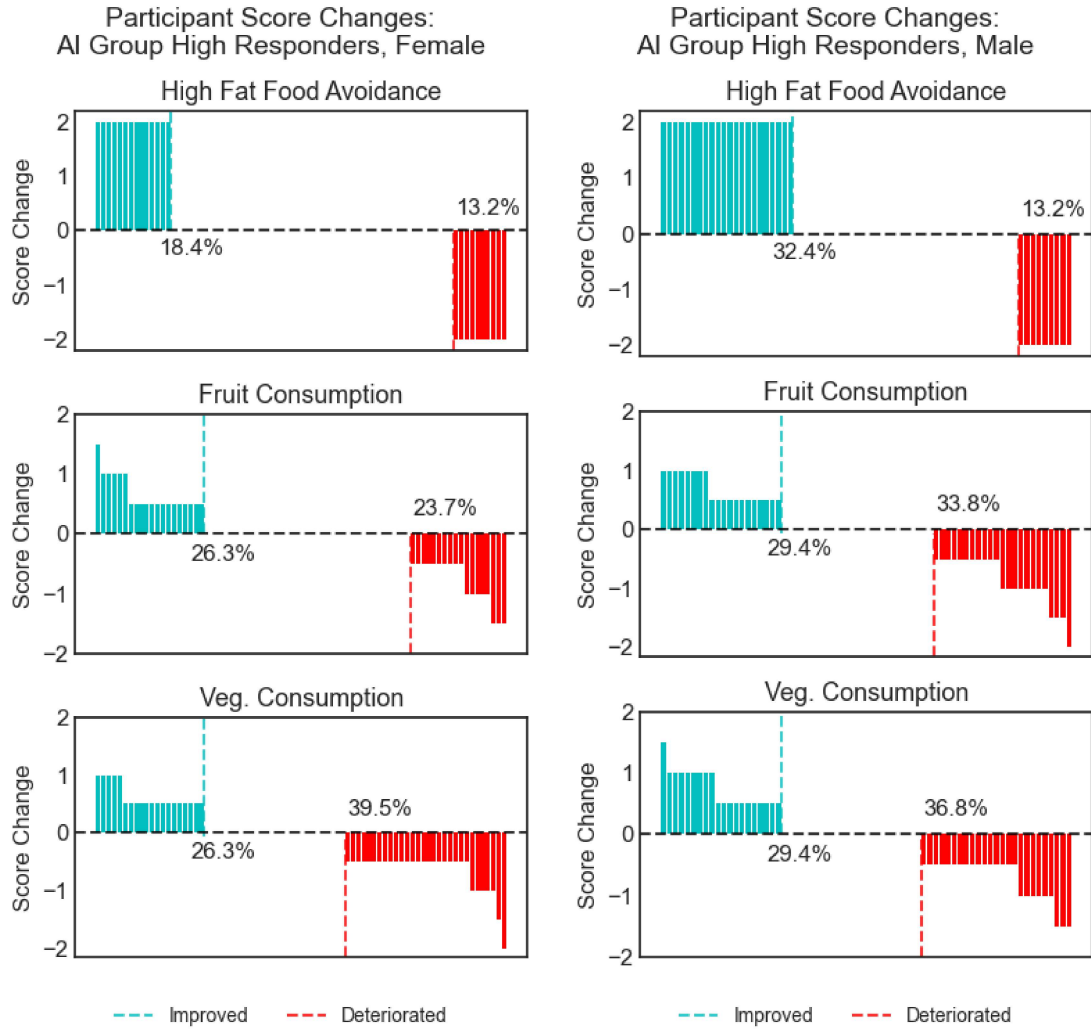 Participant Score Changes:
AI Group High Responders, Female
High Fat Food Avoidance
Score Change
2
1
0
−1
−2
18.4%
13.2%
Fruit Consumption
Score Change
2
1
0
−1
−2
26.3%
23.7%
Veg. Consumption
Score Change
2
1
0
−1
−2
26.3%
39.5%
Participant Score Changes:
AI Group High Responders, Male
High Fat Food Avoidance
Score Change
2
1
0
−1
−2
32.4%
13.2%
Fruit Consumption
Score Change
2
1
0
−1
−2
29.4%
33.8%
Veg. Consumption
Score Change
2
1
0
−1
−2
29.4%
36.8%
Improved
Deteriorated
Improved
Deteriorated